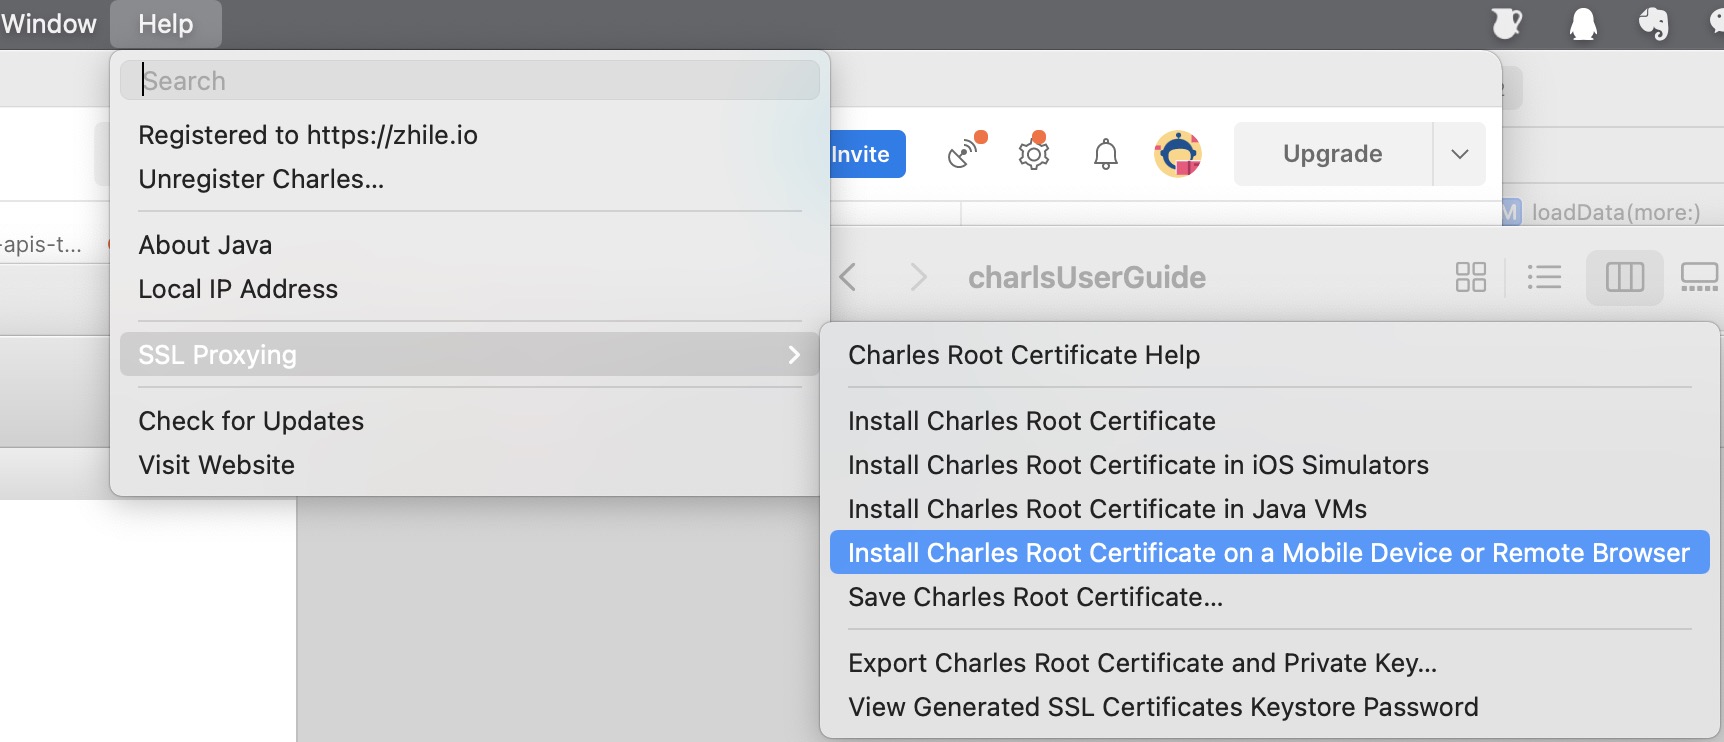 Window Help
Search
Registered to https://zhile.io
Unregister Charles...
About Java
Local IP Address
SSL Proxying
Check for Updates
Visit Website
Invite
Upgrade
-apis-t...
M loadData(more:)
charlsUserGuide
Charles Root Certificate Help
Install Charles Root Certificate
Install Charles Root Certificate in iOS Simulators
Install Charles Root Certificate in Java VMs
Install Charles Root Certificate on a Mobile Device or Remote Browser
Save Charles Root Certificate...
Export Charles Root Certificate and Private Key...
View Generated SSL Certificates Keystore Password